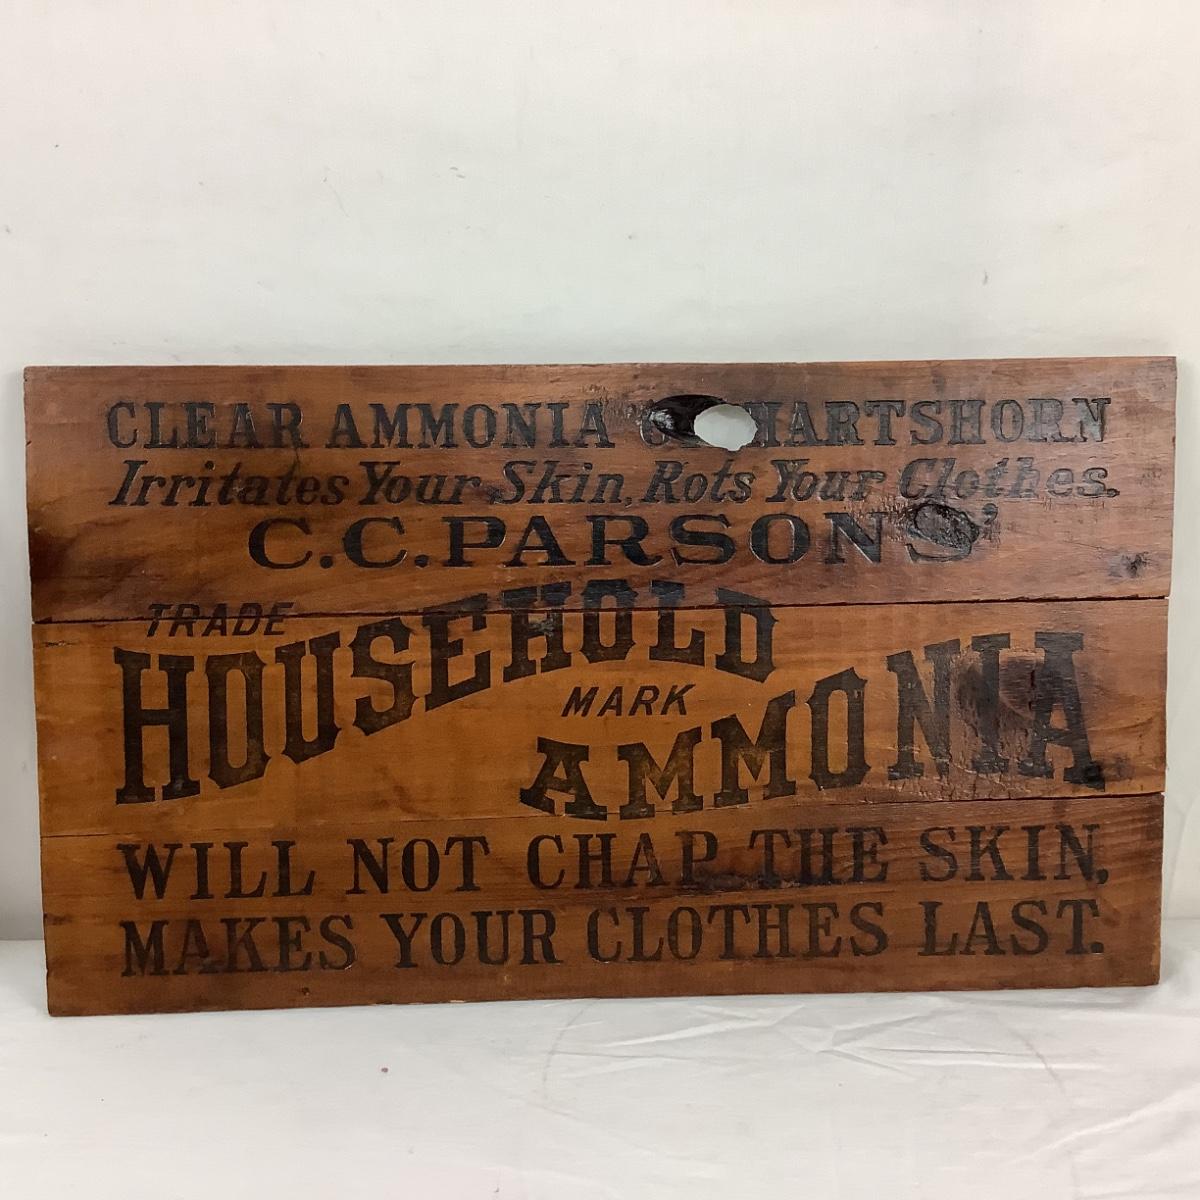 CLEAR AMMONIA HARTSHORN
Irritates Your Skin, Rots Your Clothes.
C.C. PARSONS'
TRADE
HOUSEHOLD
MARK
AMMONIA
WILL NOT CHAP THE SKIN,
MAKES YOUR CLOTHES LAST.